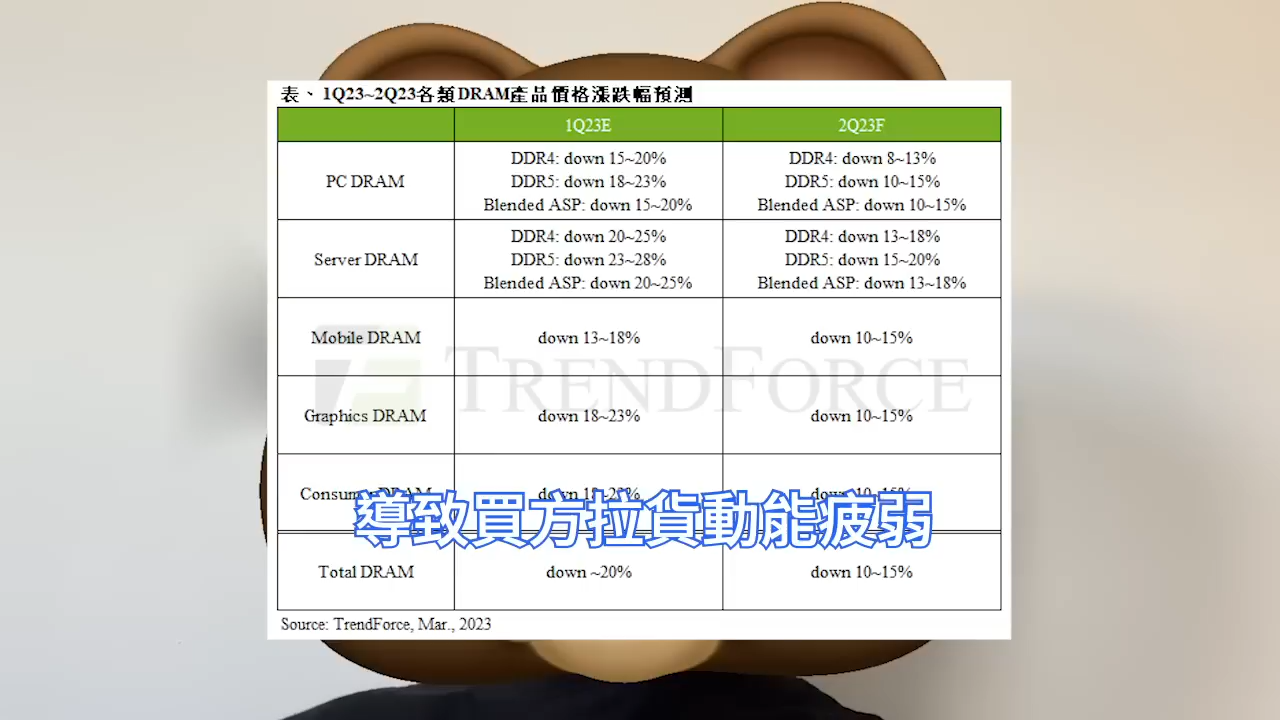 表、1Q23~2Q23各類DRAM產品價格漲跌幅預測
1Q23E 2Q23F
PC DRAM
DDR4: down 15~20%
DDR5: down 18~23%
Blended ASP: down 15~20%
DDR4: down 8~13%
DDR5: down 10~15%
Blended ASP: down 10~15%
Server DRAM
DDR4: down 20~25%
DDR5: down 23~28%
Blended ASP: down 20~25%
DDR4: down 13~18%
DDR5: down 15~20%
Blended ASP: down 13~18%
Mobile DRAM down 13~18% down 10~15%
TRENDFORCE
Graphics DRAM down 18~23% down 10~15%
導致買方拉貨動能疲弱
Total DRAM down ~20% down 10~15%
Source: TrendForce, Mar., 2023